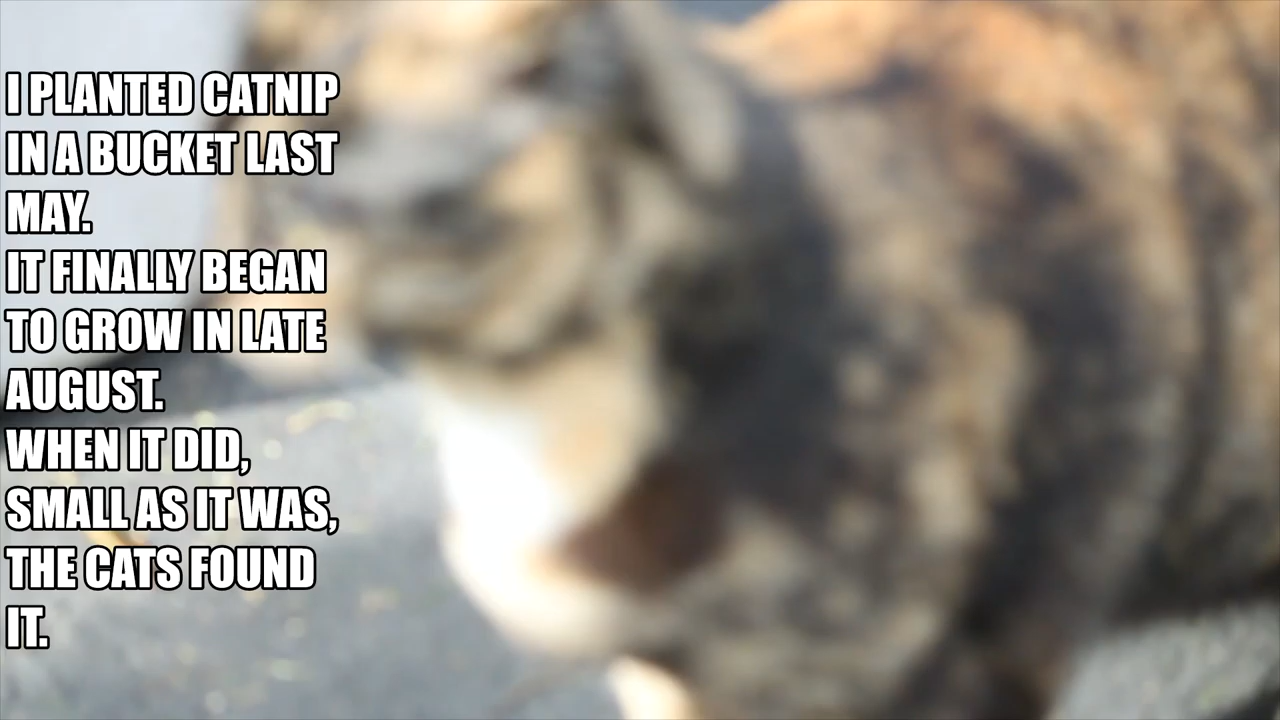 I PLANTED CATNIP
IN A BUCKET LAST
MAY.
IT FINALLY BEGAN
TO GROW IN LATE
AUGUST.
WHEN IT DID,
SMALL AS IT WAS,
THE CATS FOUND
IT.